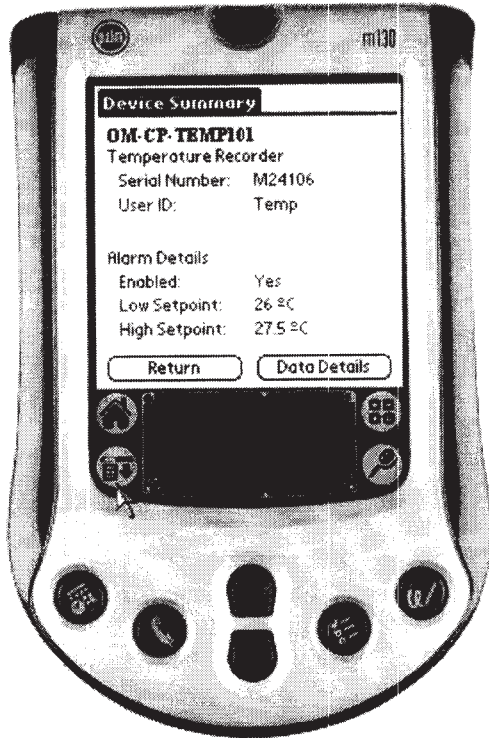 palm
m130
Device Summary
OM-CP-TEMP101
Temperature Recorder
Serial Number: M24106
User ID: Temp
Alarm Details
Enabled: Yes
Low Setpoint: 26 ºC
High Setpoint: 27.5 ºC
Return Data Details